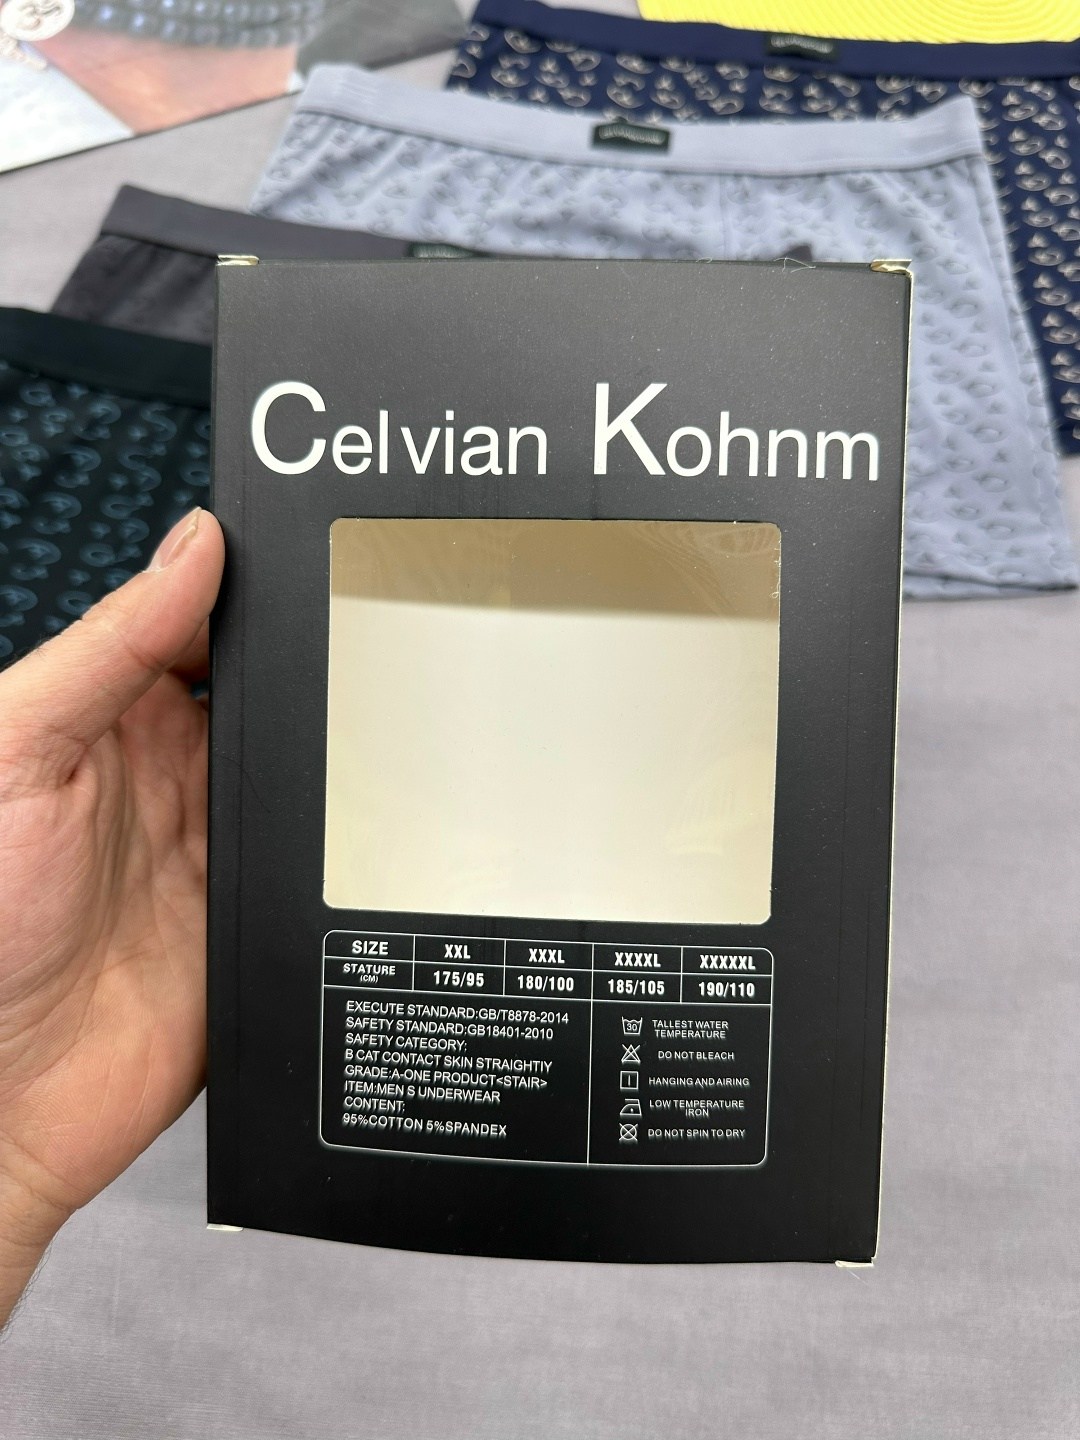 Celvian Kohnm
SIZE XXL XXXL XXXXL XXXXXL
STATURE (CM) 175/95 180/100 185/105 190/110
EXECUTE STANDARD:GB/T8878-2014
SAFETY STANDARD:GB18401-2010
SAFETY CATEGORY:
B CAT CONTACT SKIN STRAIGHTIY
GRADE:A-ONE PRODUCT<STAIR>
ITEM:MEN S UNDERWEAR
CONTENT:
95%COTTON 5%SPANDEX
30 TALLEST WATER
TEMPERATURE
DO NOT BLEACH
HANGING AND AIRING
LOW TEMPERATURE
IRON
DO NOT SPIN TO DRY